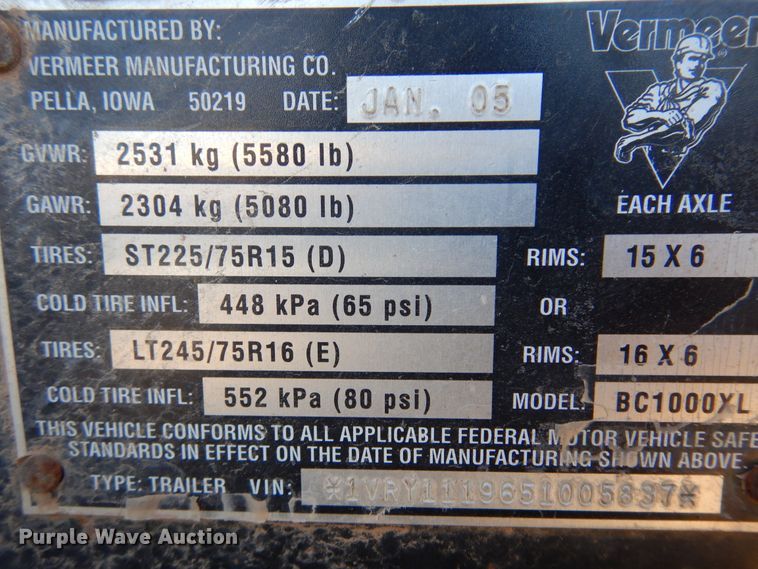 MANUFACTURED BY:
Vermeer
VERMEER MANUFACTURING CO.
PELLA, IOWA 50219 DATE: JAN. 05
GVWR: 2531 kg (5580 lb)
GAWR: 2304 kg (5080 lb) EACH AXLE
TIRES: ST225/75R15 (D) RIMS: 15 X 6
COLD TIRE INFL: 448 kPa (65 psi) OR
TIRES: LT245/75R16 (E) RIMS: 16 X 6
COLD TIRE INFL: 552 kPa (80 psi) MODEL: BC1000XL
THIS VEHICLE CONFORMS TO ALL APPLICABLE FEDERAL MOTOR VEHICLE SAFE
STANDARDS IN EFFECT ON THE DATE OF MANUFACTURING SHOWN ABOVE.
TYPE: TRAILER VIN: *1VRY1119651005837*
Purple Wave Auction